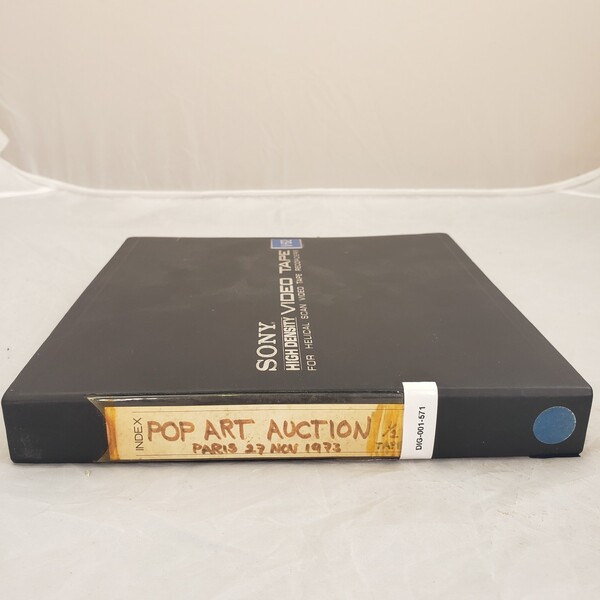 SONY
HIGH DENSITY VIDEO TAPE
FOR HELICAL SCAN VIDEO TAPE RECORDERS
INDEX
POP ART AUCTION
PARIS 27 NOV 1973
DIG-001-571